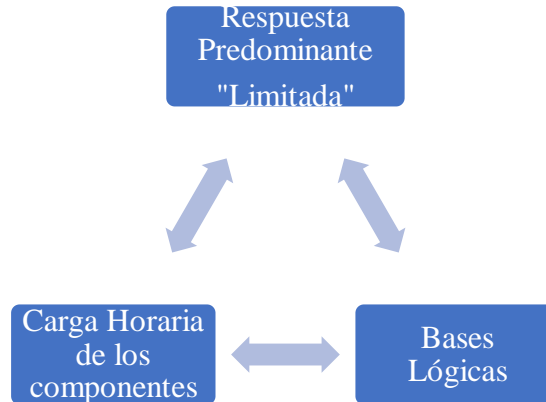 Respuesta
Predominante
"Limitada"
Carga Horaria
de los
componentes
Bases
Lógicas